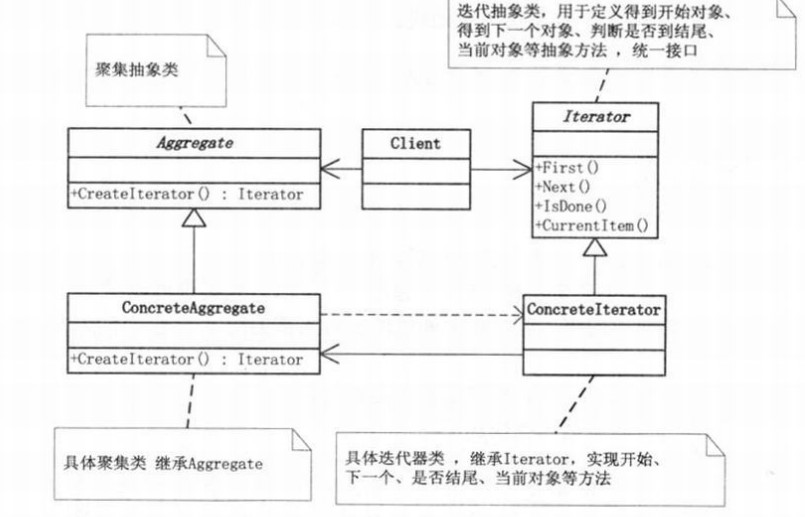 迭代抽象类，用于定义得到开始对象、
得到下一个对象、判断是否到结尾、
当前对象等抽象方法 ，统一接口
聚集抽象类
Aggregate
+CreateIterator() : Iterator
Client
Iterator
+First()
+Next()
+IsDone()
+CurrentItem()
ConcreteAggregate
+CreateIterator() : Iterator
ConcreteIterator
具体聚集类 继承Aggregate
具体迭代器类 ，继承Iterator，实现开始、
下一个、是否结尾、当前对象等方法